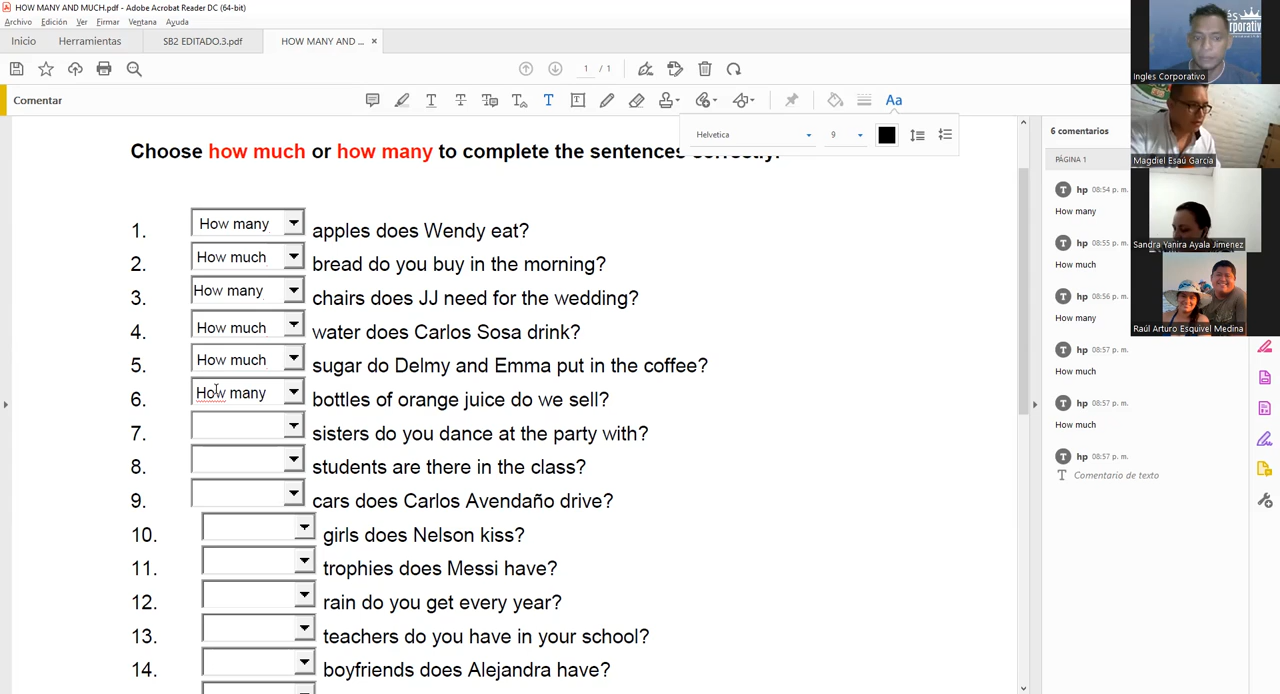 HOW MANY AND MUCH.pdf - Adobe Acrobat Reader DC (64-bit)
Archivo Edición Ver Firmar Ventana Ayuda
Inicio Herramientas SB2 EDITADO.3.pdf HOW MANY AND ... ×
1 / 1
Comentar
Helvetica 9
Choose how much or how many to complete the sentences correctly.
1. How many apples does Wendy eat?
2. How much bread do you buy in the morning?
3. How many chairs does JJ need for the wedding?
4. How much water does Carlos Sosa drink?
5. How much sugar do Delmy and Emma put in the coffee?
6. How many bottles of orange juice do we sell?
7. sisters do you dance at the party with?
8. students are there in the class?
9. cars does Carlos Avendaño drive?
10. girls does Nelson kiss?
11. trophies does Messi have?
12. rain do you get every year?
13. teachers do you have in your school?
14. boyfriends does Alejandra have?
6 comentarios
PÁGINA 1
T hp 08:54 p. m.
How many
T hp 08:55 p. m.
How much
T hp 08:56 p. m.
How many
T hp 08:57 p. m.
How much
T hp 08:57 p. m.
How much
T hp 08:57 p. m.
T Comentario de texto
Ingles Corporativo
Magdiel Esaú García
Sandra Yanira Ayala Jimenez
Raúl Arturo Esquivel Medina